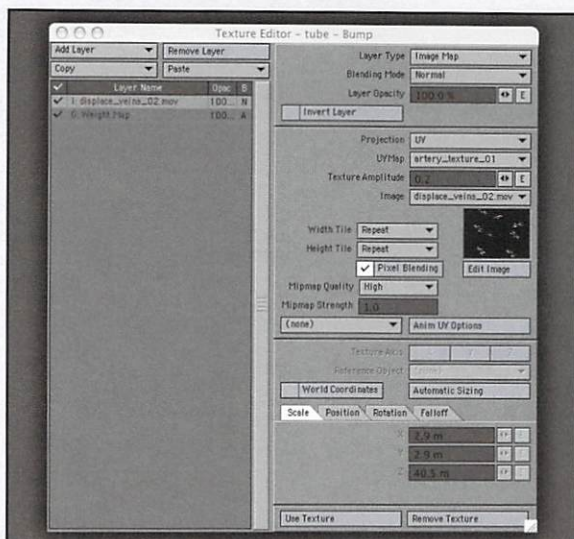 Texture Editor - tube - Bump
Add Layer
Remove Layer
Copy
Paste
Layer Name
Opac
B
displace_veins_02.mov
100...
N
Weight Map
100...
A
Layer Type
Image Map
Blending Mode
Normal
Layer Opacity
100.0 %
E
Invert Layer
Projection
UV
UVMap
artery_texture_01
Texture Amplitude
0.2
E
Image
displace_veins_02.mov
Width Tile
Repeat
Height Tile
Repeat
Pixel Blending
Edit Image
Mipmap Quality
High
Mipmap Strength
1.0
(none)
Anim UV Options
Texture Axis
Reference Object
(none)
World Coordinates
Automatic Sizing
Scale
Position
Rotation
Falloff
X
2.9 m
Y
2.9 m
Z
40.5 m
Use Texture
Remove Texture